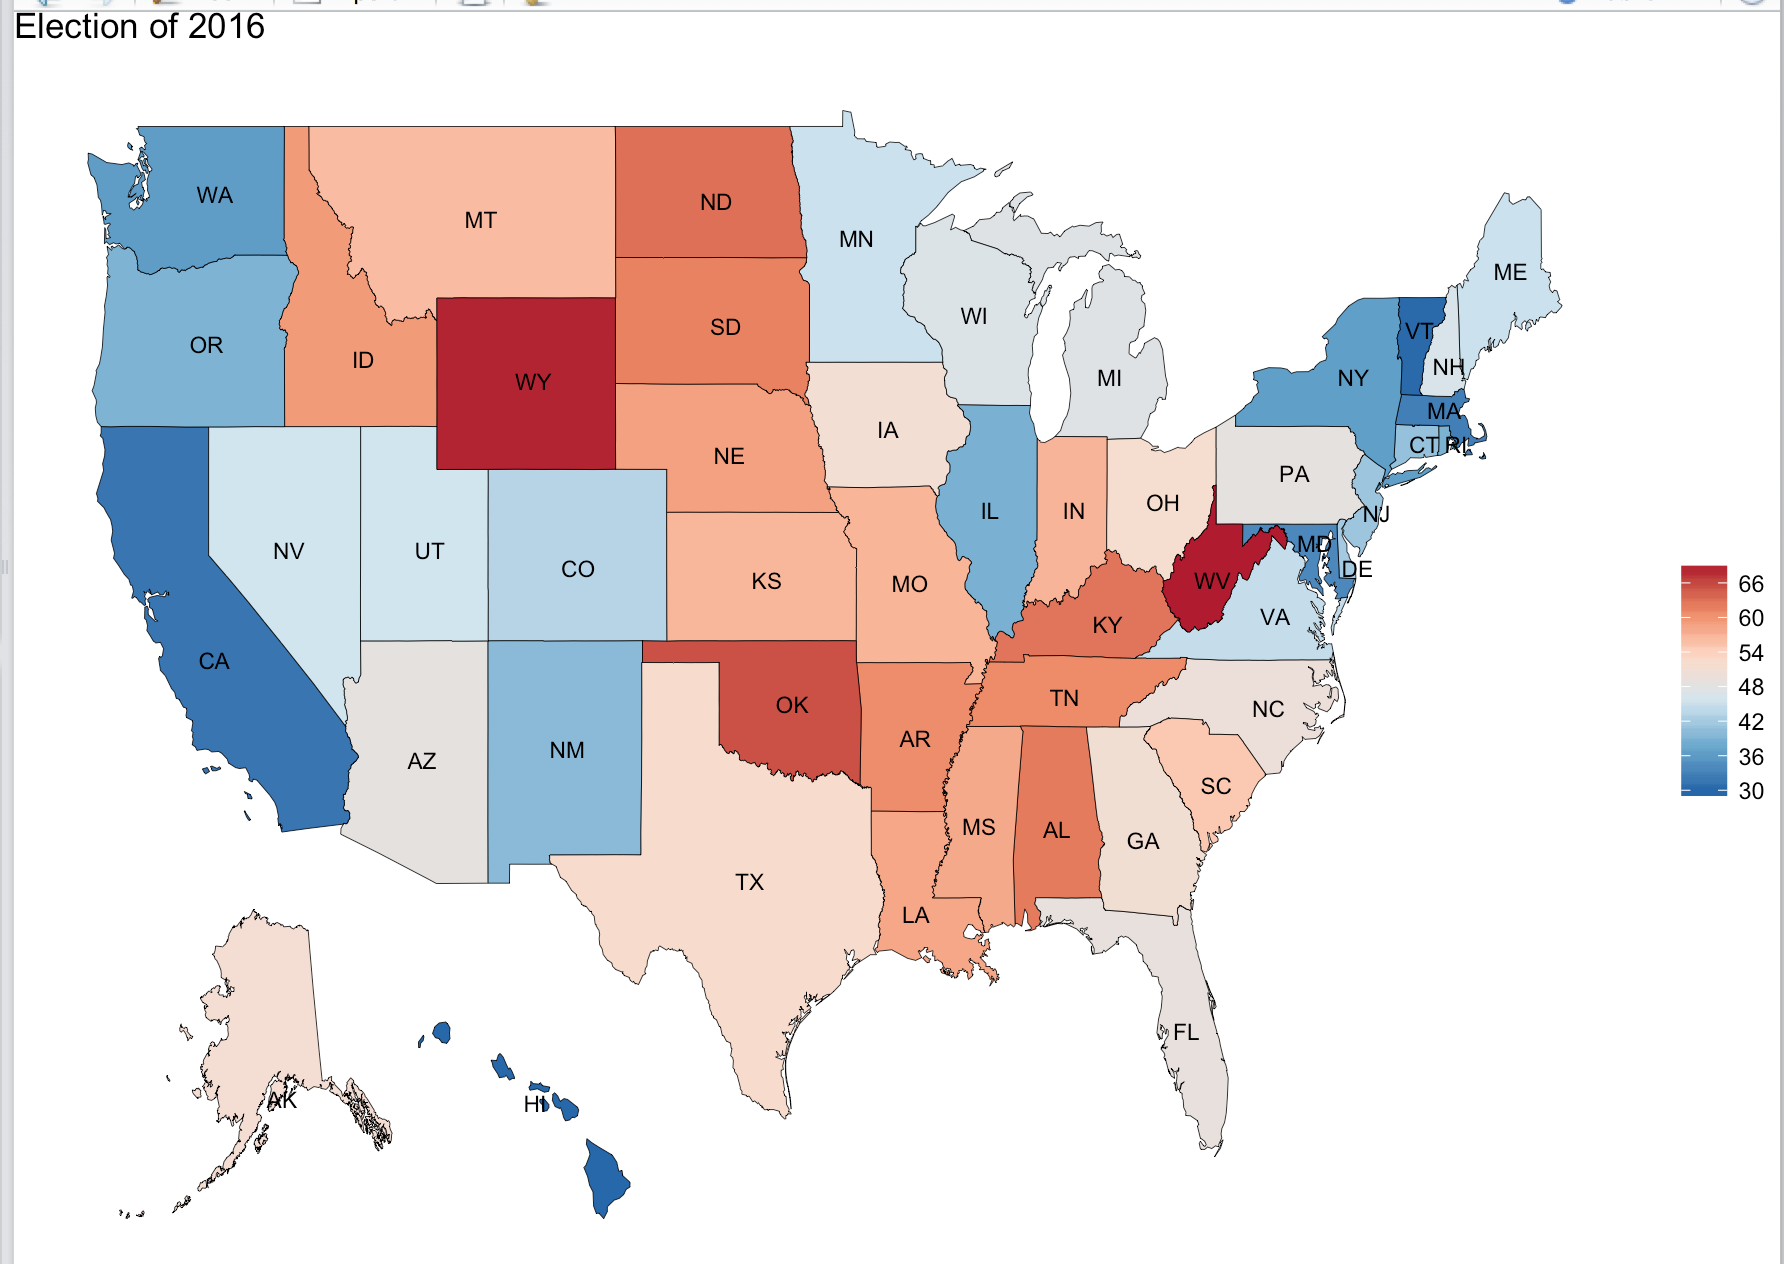 Election of 2016
WA
MT
ND
MN
ME
OR
ID
WY
SD
WI
MI
NY
VT
NH
MA
CT
RI
IA
NE
PA
NV
UT
CO
KS
MO
IL
IN
OH
NJ
MD
DE
WV
VA
KY
CA
AZ
NM
OK
AR
TN
NC
TX
LA
MS
AL
GA
SC
FL
AK
HI
66
60
54
48
42
36
30